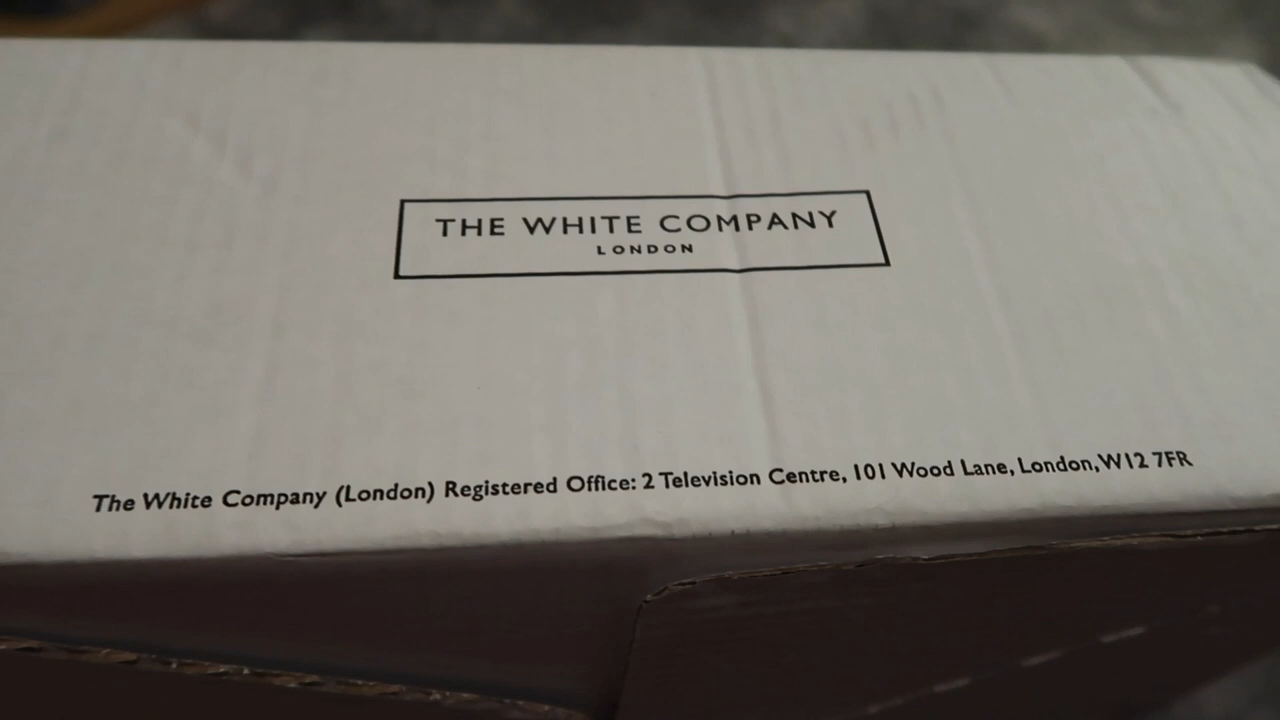 THE WHITE COMPANY
LONDON
The White Company (London) Registered Office: 2 Television Centre, 101 Wood Lane, London, W12 7FR